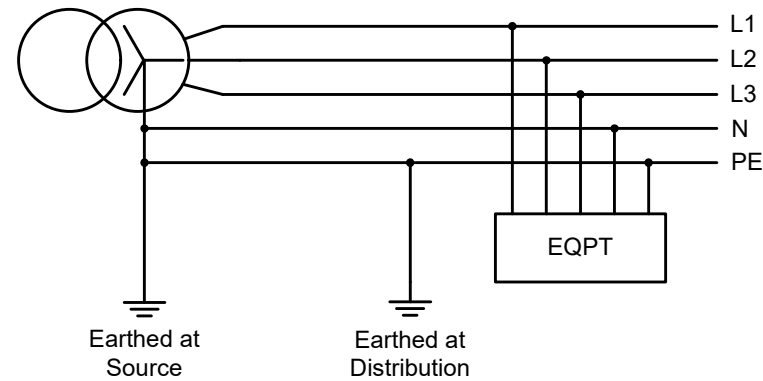 L1
L2
L3
N
PE
EQPT
Earthed at
Source
Earthed at
Distribution